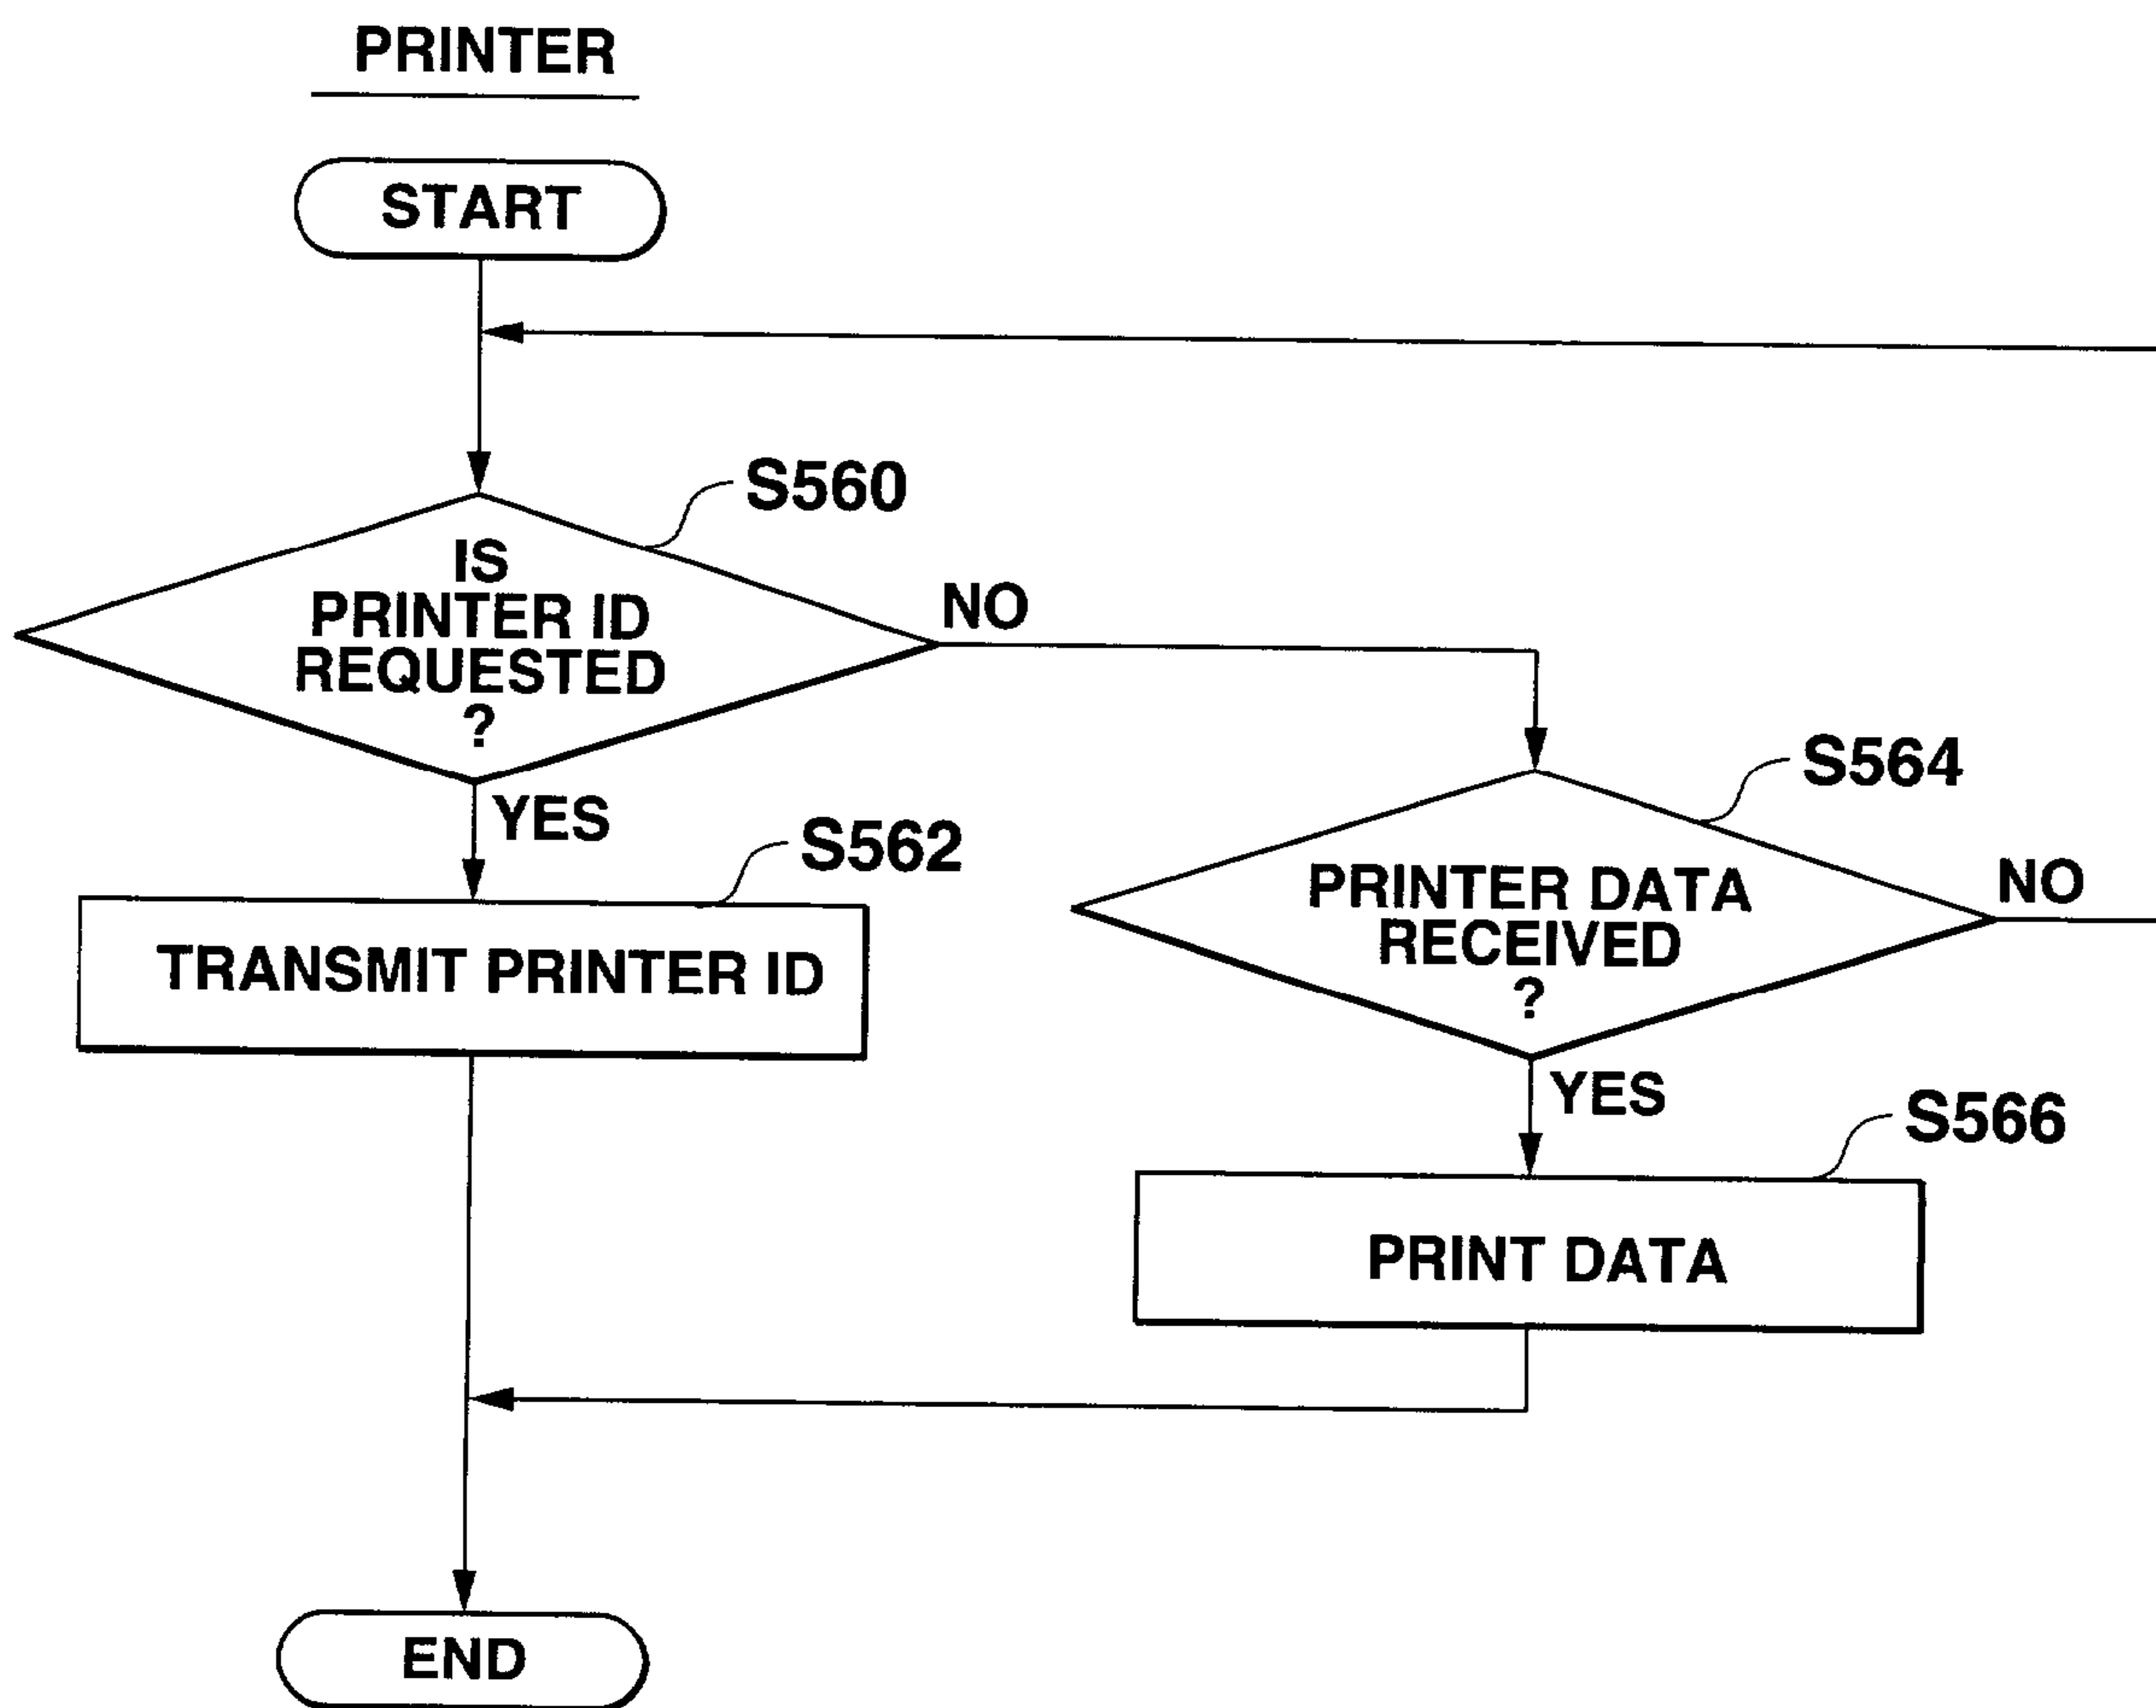 PRINTER
START
S560
IS
PRINTER ID
REQUESTED
?
NO
YES
S562
TRANSMIT PRINTER ID
S564
PRINTER DATA
RECEIVED
?
NO
YES
S566
PRINT DATA
END